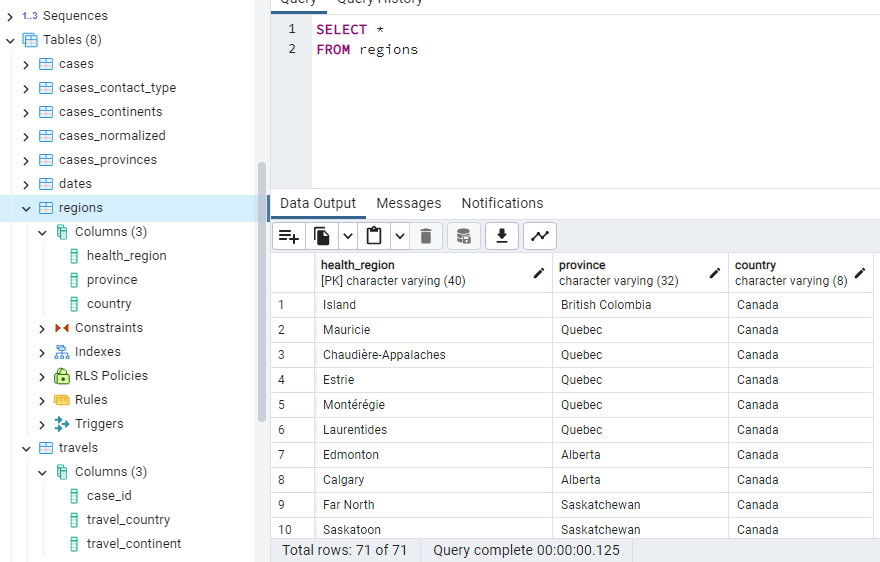 Query Query History
1..3 Sequences
Tables (8)
cases
cases_contact_type
cases_continents
cases_normalized
cases_provinces
dates
regions
Columns (3)
health_region
province
country
Constraints
Indexes
RLS Policies
Rules
Triggers
travels
Columns (3)
case_id
travel_country
travel_continent
1 SELECT *
2 FROM regions
Data Output Messages Notifications
health_region province country
[PK] character varying (40) character varying (32) character varying (8)
1 Island British Colombia Canada
2 Mauricie Quebec Canada
3 Chaudière-Appalaches Quebec Canada
4 Estrie Quebec Canada
5 Montérégie Quebec Canada
6 Laurentides Quebec Canada
7 Edmonton Alberta Canada
8 Calgary Alberta Canada
9 Far North Saskatchewan Canada
10 Saskatoon Saskatchewan Canada
Total rows: 71 of 71 Query complete 00:00:00.125